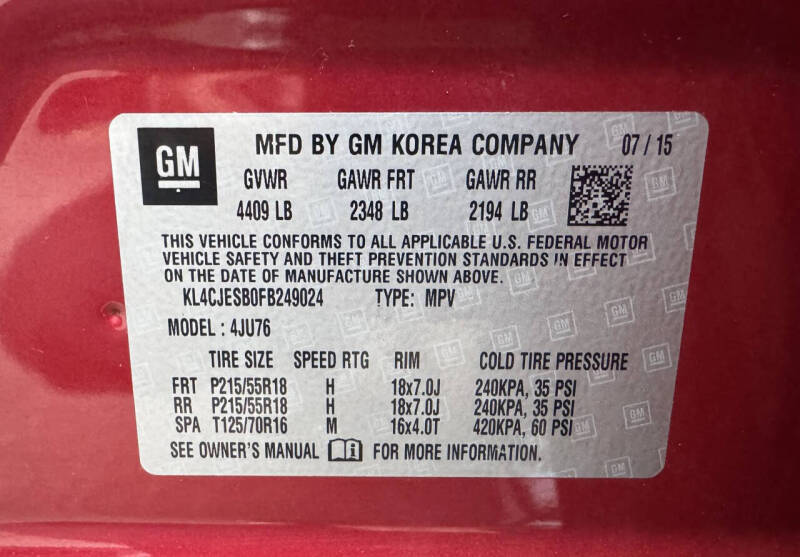 GM MFD BY GM KOREA COMPANY 07 / 15
GVWR GAWR FRT GAWR RR
4409 LB 2348 LB 2194 LB
THIS VEHICLE CONFORMS TO ALL APPLICABLE U.S. FEDERAL MOTOR
VEHICLE SAFETY AND THEFT PREVENTION STANDARDS IN EFFECT
ON THE DATE OF MANUFACTURE SHOWN ABOVE.
KL4CJESB0FB249024 TYPE: MPV
MODEL : 4JU76
TIRE SIZE SPEED RTG RIM COLD TIRE PRESSURE
FRT P215/55R18 H 18x7.0J 240KPA, 35 PSI
RR P215/55R18 H 18x7.0J 240KPA, 35 PSI
SPA T125/70R16 M 16x4.0T 420KPA, 60 PSI
SEE OWNER'S MANUAL FOR MORE INFORMATION.